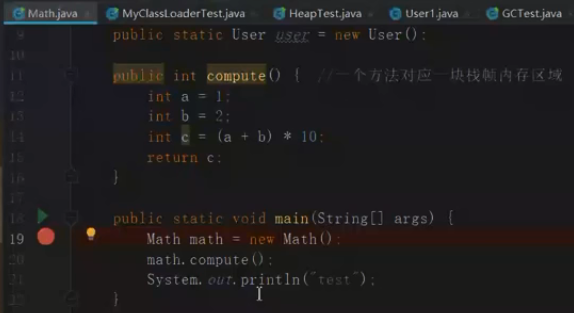 Math.java MyClassLoaderTest.java HeapTest.java User1.java GCTest.java
9 public static User user = new User();
10
11 public int compute() { //一个方法对应一块栈帧内存区域
12 int a = 1;
13 int b = 2;
14 int c = (a + b) * 10;
15 return c;
16 }
17
18 public static void main(String[] args) {
19 Math math = new Math();
20 math.compute();
21 System.out.println("test");
22 }